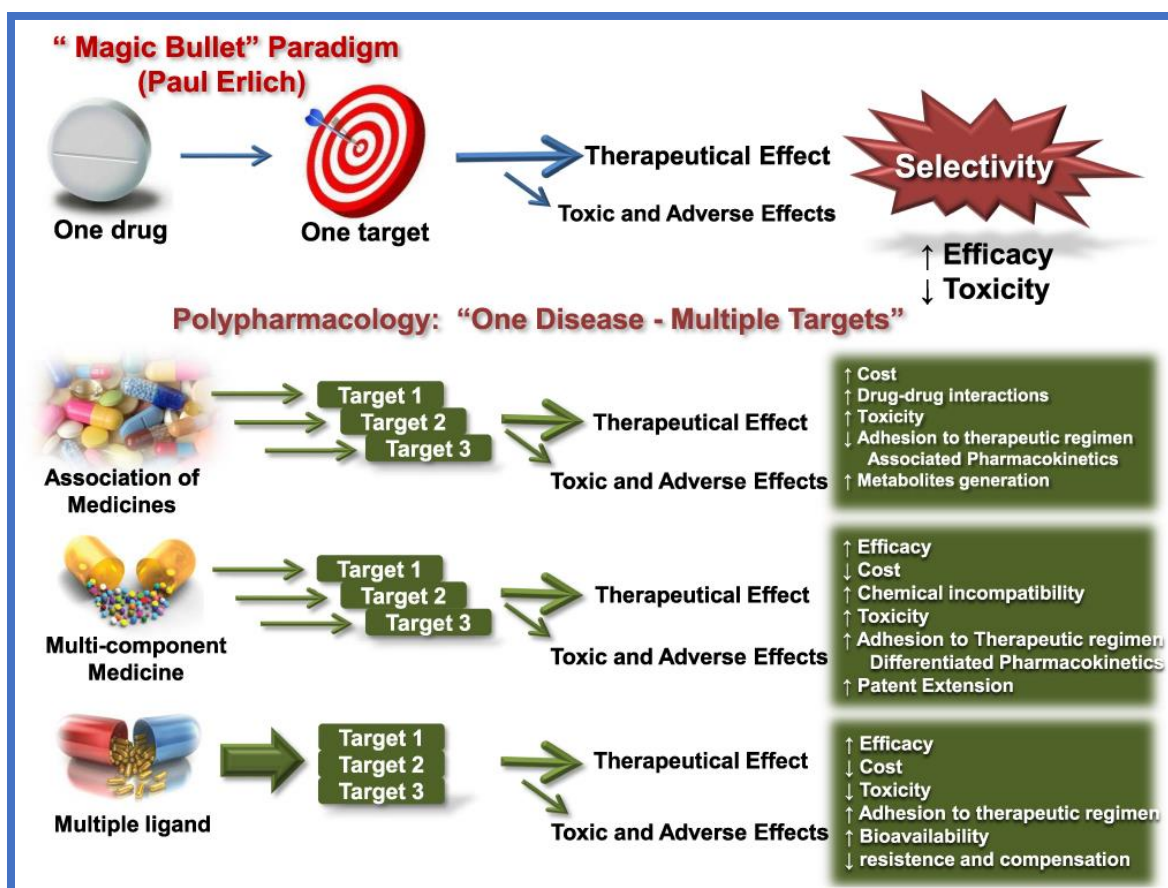 “ Magic Bullet” Paradigm
(Paul Erlich)
One drug
One target
Therapeutical Effect
Toxic and Adverse Effects
Selectivity
↑ Efficacy
↓ Toxicity
Polypharmacology: “One Disease - Multiple Targets”
Association of
Medicines
Target 1
Target 2
Target 3
Therapeutical Effect
Toxic and Adverse Effects
↑ Cost
↑ Drug-drug interactions
↑ Toxicity
↓ Adhesion to therapeutic regimen
Associated Pharmacokinetics
↑ Metabolites generation
Multi-component
Medicine
Target 1
Target 2
Target 3
Therapeutical Effect
Toxic and Adverse Effects
↑ Efficacy
↓ Cost
↑ Chemical incompatibility
↑ Toxicity
↑ Adhesion to Therapeutic regimen
Differentiated Pharmacokinetics
↑ Patent Extension
Multiple ligand
Target 1
Target 2
Target 3
Therapeutical Effect
Toxic and Adverse Effects
↑ Efficacy
↓ Cost
↓ Toxicity
↑ Adhesion to therapeutic regimen
↑ Bioavailability
↓ resistence and compensation